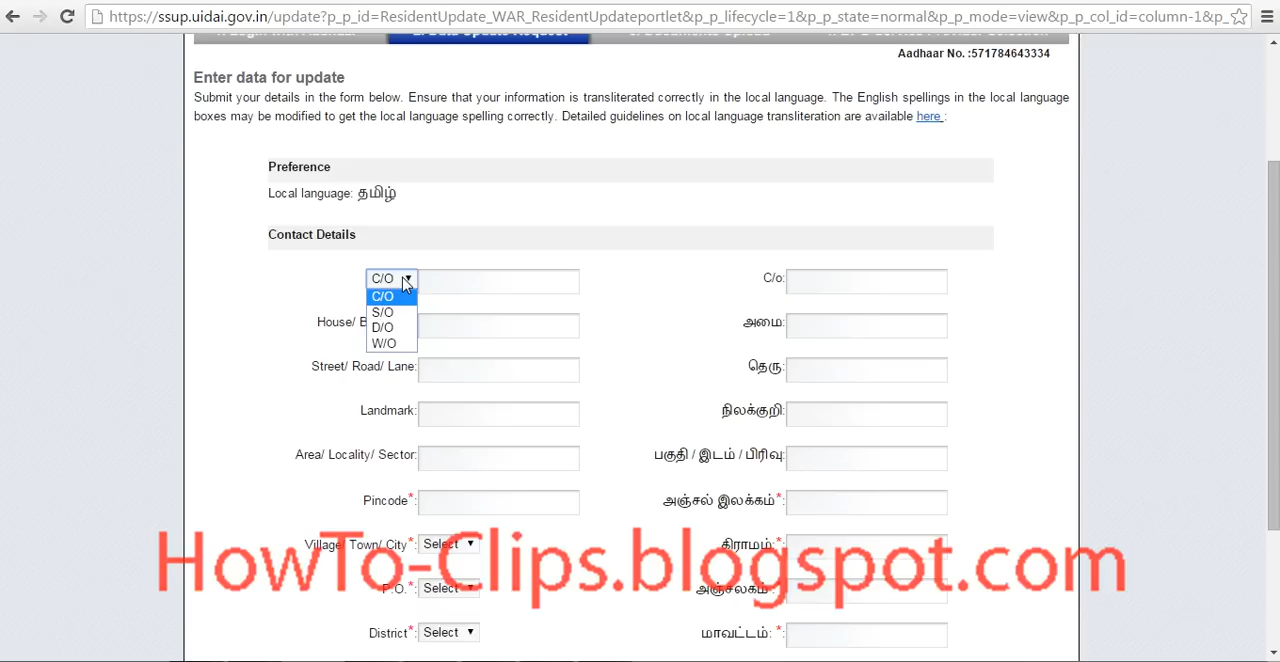 https://ssup.uidai.gov.in/update?p_p_id=ResidentUpdate_WAR_ResidentUpdateportlet&p_p_lifecycle=1&p_p_state=normal&p_p_mode=view&p_p_col_id=column-1&p_
Aadhaar No. :571784643334
Enter data for update
Submit your details in the form below. Ensure that your information is transliterated correctly in the local language. The English spellings in the local language
boxes may be modified to get the local language spelling correctly. Detailed guidelines on local language transliteration are available here :
Preference
Local language: தமிழ்
Contact Details
C/O C/o:
C/O
S/O
House/ B அமை:
D/O
W/O
Street/ Road/ Lane: தெரு:
Landmark: நிலக்குறி:
Area/ Locality/ Sector: பகுதி / இடம் / பிரிவு:
Pincode*: அஞ்சல் இலக்கம்*:
Village/ Town/ City*: Select கிராமம்:*
HowTo-Clips.blogspot.com
P.O.*: Select அஞ்சலகம்
District*: Select மாவட்டம்: *: